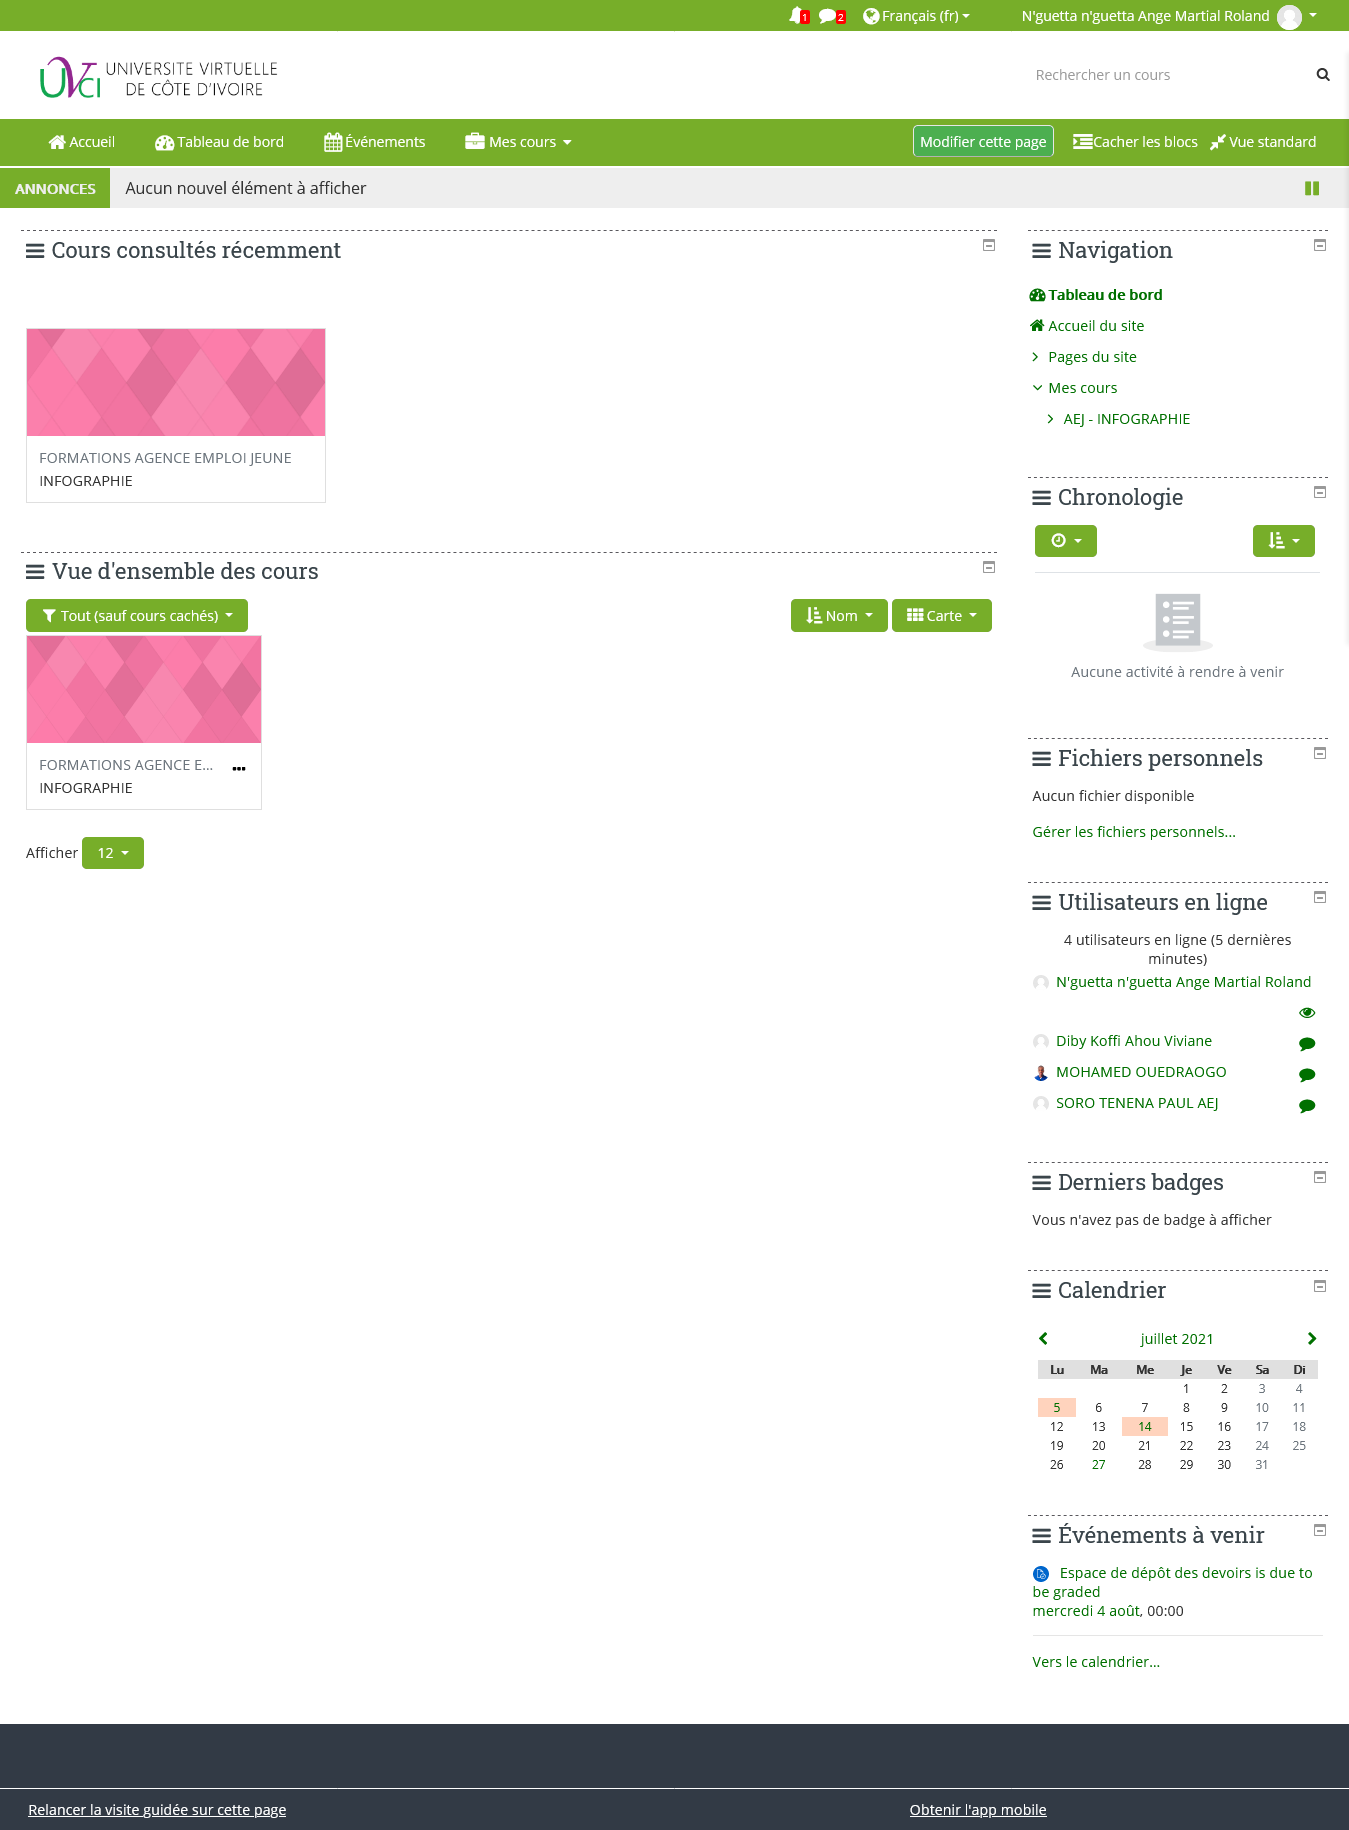 1 2 Français (fr) N'guetta n'guetta Ange Martial Roland
UVCI UNIVERSITE VIRTUELLE
DE CÔTE D'IVOIRE
Rechercher un cours
Accueil Tableau de bord Événements Mes cours Modifier cette page Cacher les blocs Vue standard
ANNONCES Aucun nouvel élément à afficher
Cours consultés récemment
FORMATIONS AGENCE EMPLOI JEUNE
INFOGRAPHIE
Vue d'ensemble des cours
Tout (sauf cours cachés) Nom Carte
FORMATIONS AGENCE E...
INFOGRAPHIE
Afficher 12
Navigation
Tableau de bord
Accueil du site
Pages du site
Mes cours
AEJ - INFOGRAPHIE
Chronologie
Aucune activité à rendre à venir
Fichiers personnels
Aucun fichier disponible
Gérer les fichiers personnels...
Utilisateurs en ligne
4 utilisateurs en ligne (5 dernières
minutes)
N'guetta n'guetta Ange Martial Roland
Diby Koffi Ahou Viviane
MOHAMED OUEDRAOGO
SORO TENENA PAUL AEJ
Derniers badges
Vous n'avez pas de badge à afficher
Calendrier
juillet 2021
Lu Ma Me Je Ve Sa Di
1 2 3 4
5 6 7 8 9 10 11
12 13 14 15 16 17 18
19 20 21 22 23 24 25
26 27 28 29 30 31
Événements à venir
Espace de dépôt des devoirs is due to
be graded
mercredi 4 août, 00:00
Vers le calendrier...
Relancer la visite guidée sur cette page Obtenir l'app mobile